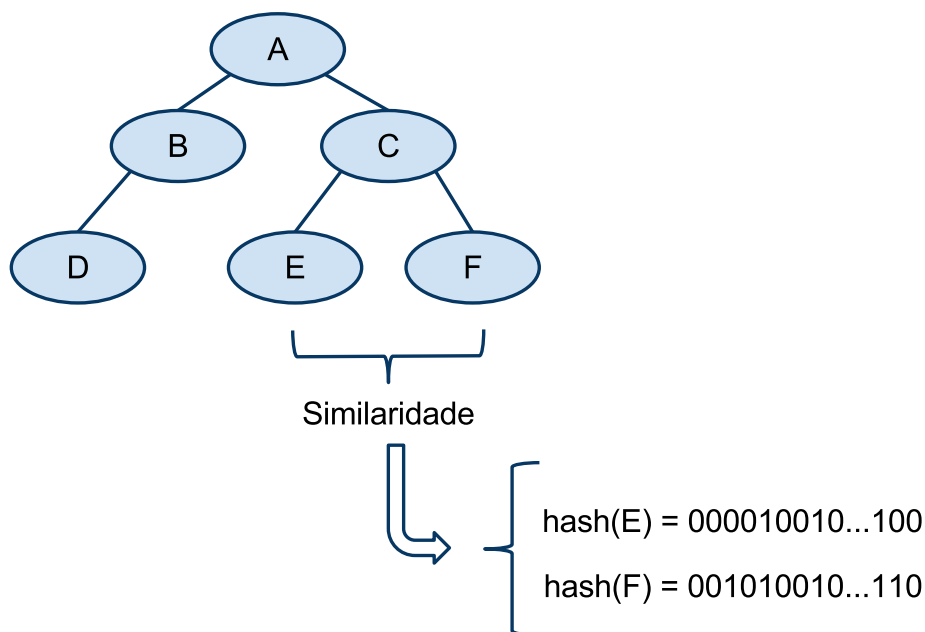 A
B C
D E F
Similaridade
hash(E) = 000010010...100
hash(F) = 001010010...110